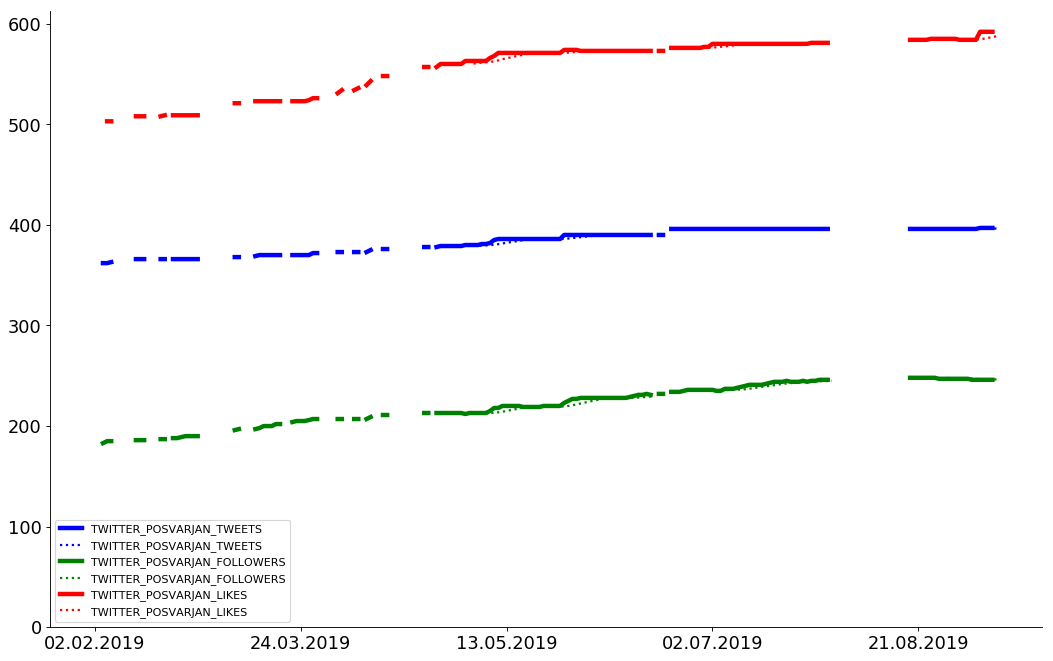 600
500
400
300
200
100
0
TWITTER_POSVARJAN_TWEETS
TWITTER_POSVARJAN_TWEETS
TWITTER_POSVARJAN_FOLLOWERS
TWITTER_POSVARJAN_FOLLOWERS
TWITTER_POSVARJAN_LIKES
TWITTER_POSVARJAN_LIKES
02.02.2019 24.03.2019 13.05.2019 02.07.2019 21.08.2019